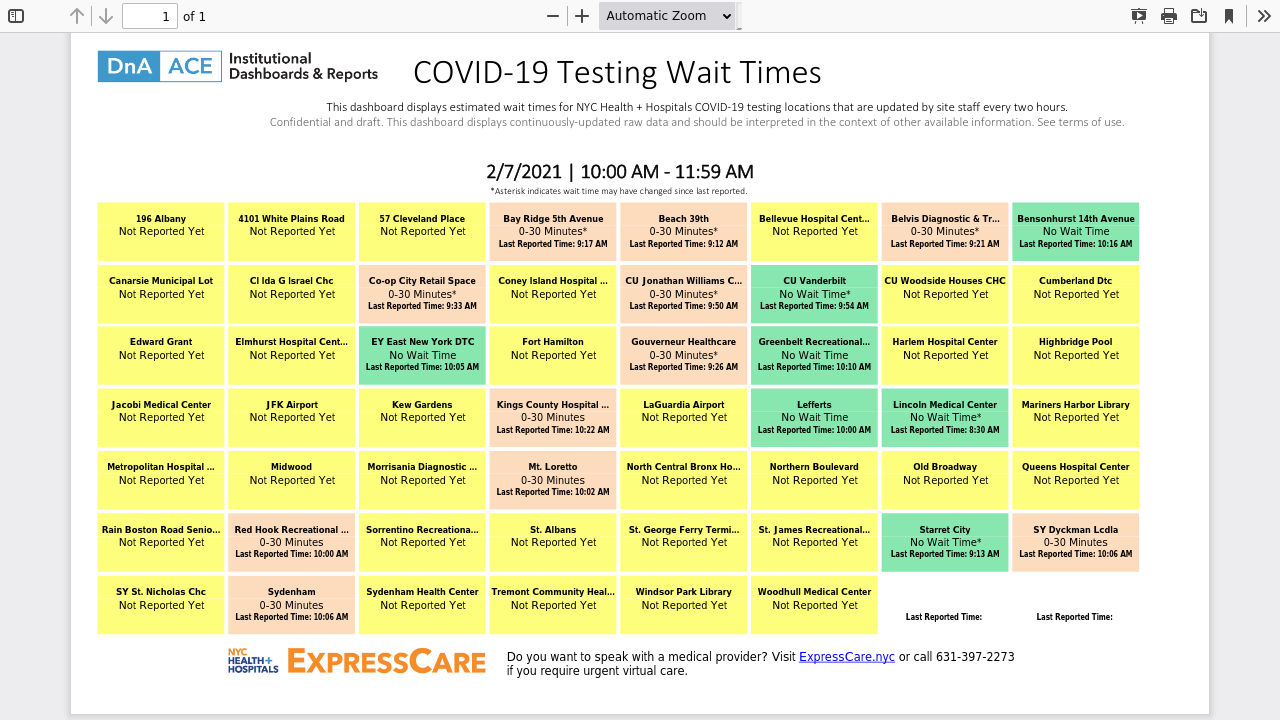 1 of 1 Automatic Zoom
DnA ACE Institutional Dashboards & Reports
COVID-19 Testing Wait Times
This dashboard displays estimated wait times for NYC Health + Hospitals COVID-19 testing locations that are updated by site staff every two hours.
Confidential and draft. This dashboard displays continuously-updated raw data and should be interpreted in the context of other available information. See terms of use.
2/7/2021 | 10:00 AM - 11:59 AM
*Asterisk indicates wait time may have changed since last reported.
196 Albany
Not Reported Yet
4101 White Plains Road
Not Reported Yet
57 Cleveland Place
Not Reported Yet
Bay Ridge 5th Avenue
0-30 Minutes*
Last Reported Time: 9:17 AM
Beach 39th
0-30 Minutes*
Last Reported Time: 9:12 AM
Bellevue Hospital Cent...
Not Reported Yet
Belvis Diagnostic & Tr...
0-30 Minutes*
Last Reported Time: 9:21 AM
Bensonhurst 14th Avenue
No Wait Time
Last Reported Time: 10:16 AM
Canarsie Municipal Lot
Not Reported Yet
CI Ida G Israel Chc
Not Reported Yet
Co-op City Retail Space
0-30 Minutes*
Last Reported Time: 9:33 AM
Coney Island Hospital ...
Not Reported Yet
CU Jonathan Williams C...
0-30 Minutes*
Last Reported Time: 9:50 AM
CU Vanderbilt
No Wait Time*
Last Reported Time: 9:54 AM
CU Woodside Houses CHC
Not Reported Yet
Cumberland Dtc
Not Reported Yet
Edward Grant
Not Reported Yet
Elmhurst Hospital Cent...
Not Reported Yet
EY East New York DTC
No Wait Time
Last Reported Time: 10:05 AM
Fort Hamilton
Not Reported Yet
Gouverneur Healthcare
0-30 Minutes*
Last Reported Time: 9:26 AM
Greenbelt Recreational...
No Wait Time
Last Reported Time: 10:10 AM
Harlem Hospital Center
Not Reported Yet
Highbridge Pool
Not Reported Yet
Jacobi Medical Center
Not Reported Yet
JFK Airport
Not Reported Yet
Kew Gardens
Not Reported Yet
Kings County Hospital ...
0-30 Minutes
Last Reported Time: 10:22 AM
LaGuardia Airport
Not Reported Yet
Lefferts
No Wait Time
Last Reported Time: 10:00 AM
Lincoln Medical Center
No Wait Time*
Last Reported Time: 8:30 AM
Mariners Harbor Library
Not Reported Yet
Metropolitan Hospital ...
Not Reported Yet
Midwood
Not Reported Yet
Morrisania Diagnostic ...
Not Reported Yet
Mt. Loretto
0-30 Minutes
Last Reported Time: 10:02 AM
North Central Bronx Ho...
Not Reported Yet
Northern Boulevard
Not Reported Yet
Old Broadway
Not Reported Yet
Queens Hospital Center
Not Reported Yet
Rain Boston Road Senio...
Not Reported Yet
Red Hook Recreational ...
0-30 Minutes
Last Reported Time: 10:00 AM
Sorrentino Recreationa...
Not Reported Yet
St. Albans
Not Reported Yet
St. George Ferry Termi...
Not Reported Yet
St. James Recreational...
Not Reported Yet
Starret City
No Wait Time*
Last Reported Time: 9:13 AM
SY Dyckman Lcdla
0-30 Minutes
Last Reported Time: 10:06 AM
SY St. Nicholas Chc
Not Reported Yet
Sydenham
0-30 Minutes
Last Reported Time: 10:06 AM
Sydenham Health Center
Not Reported Yet
Tremont Community Heal...
Not Reported Yet
Windsor Park Library
Not Reported Yet
Woodhull Medical Center
Not Reported Yet
Last Reported Time:
Last Reported Time:
NYC HEALTH+ HOSPITALS
EXPRESSCARE
Do you want to speak with a medical provider? Visit ExpressCare.nyc or call 631-397-2273
if you require urgent virtual care.